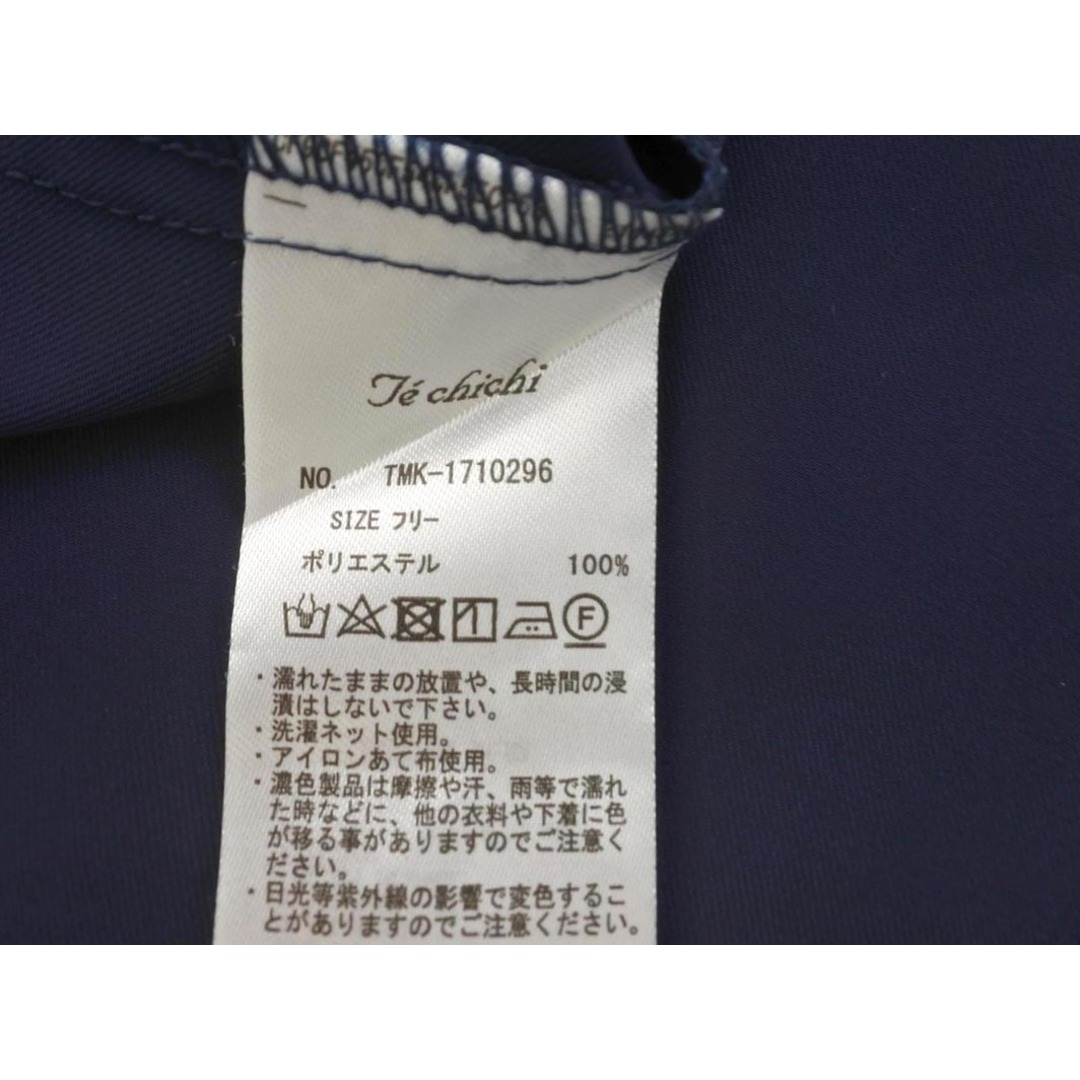 Té chichi
NO. TMK-1710296
SIZE フリー
ポリエステル 100%
F
・濡れたままの放置や、長時間の浸
漬はしないで下さい。
・洗濯ネット使用。
・アイロンあて布使用。
・濃色製品は摩擦や汗、雨等で濡れ
た時などに、他の衣料や下着に色
が移る事がありますのでご注意く
ださい。
・日光等紫外線の影響で変色するこ
とがありますのでご注意ください。